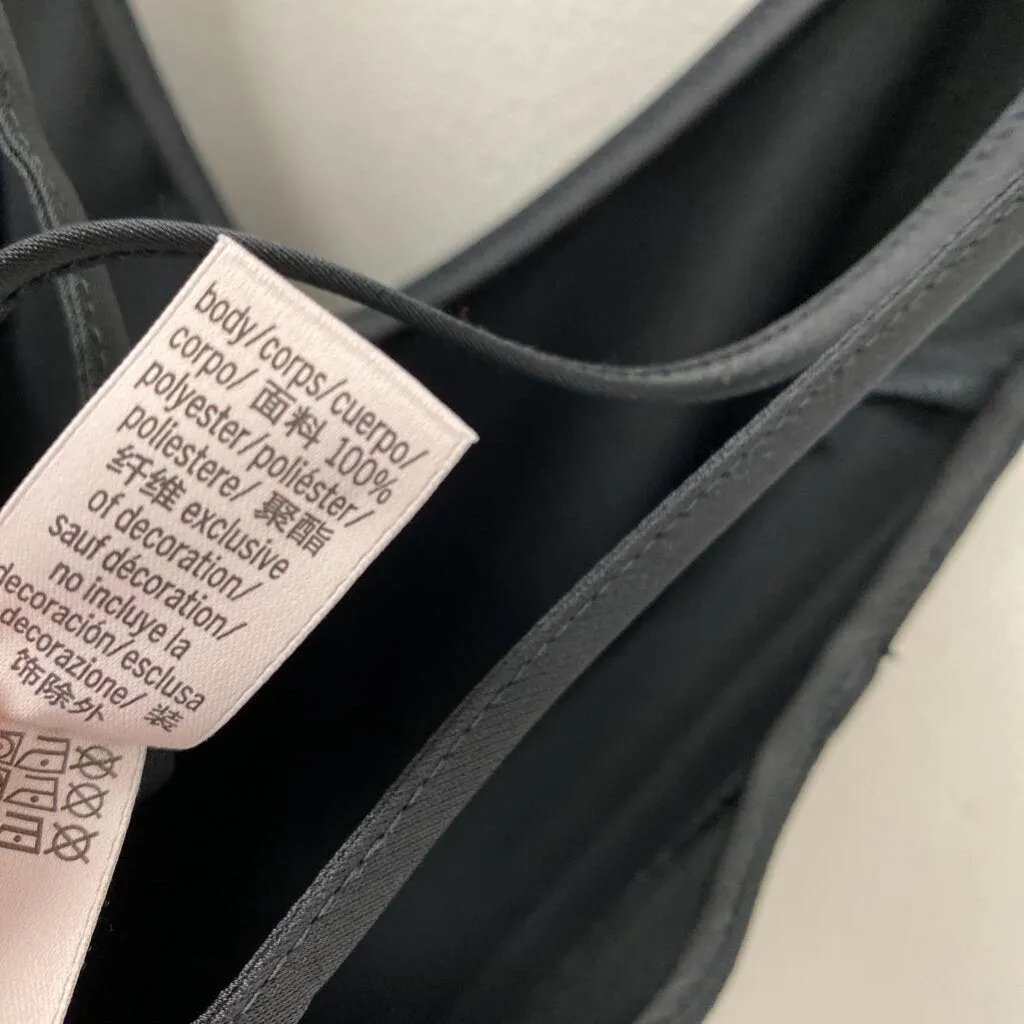 body/corps/cuerpo/
corpo/ 面料 100%
polyester/poliéster/
poliestere/ 聚酯
纤维 exclusive
of decoration/
sauf décoration/
no incluye la
decoración/esclusa
decorazione/ 装
饰除外